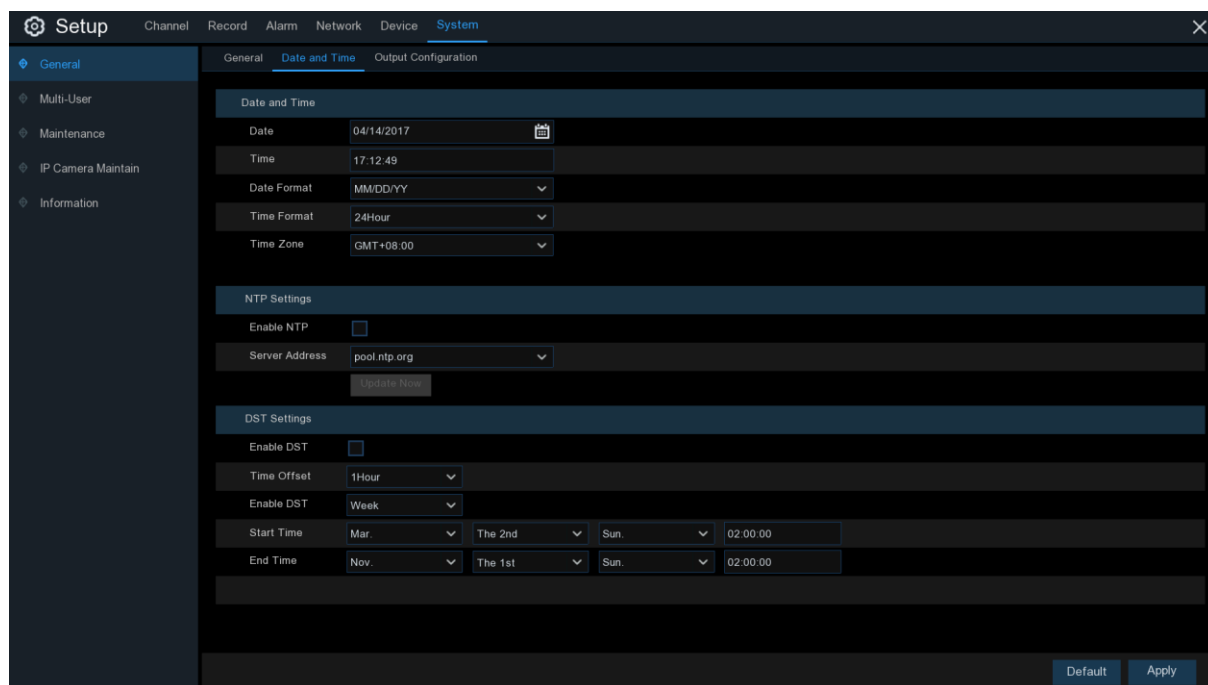 Setup Channel Record Alarm Network Device System
General
Multi-User
Maintenance
IP Camera Maintain
Information
General Date and Time Output Configuration
Date and Time
Date 04/14/2017
Time 17:12:49
Date Format MM/DD/YY
Time Format 24Hour
Time Zone GMT+08:00
NTP Settings
Enable NTP
Server Address pool.ntp.org
Update Now
DST Settings
Enable DST
Time Offset 1Hour
Enable DST Week
Start Time Mar. The 2nd Sun. 02:00:00
End Time Nov. The 1st Sun. 02:00:00
Default Apply